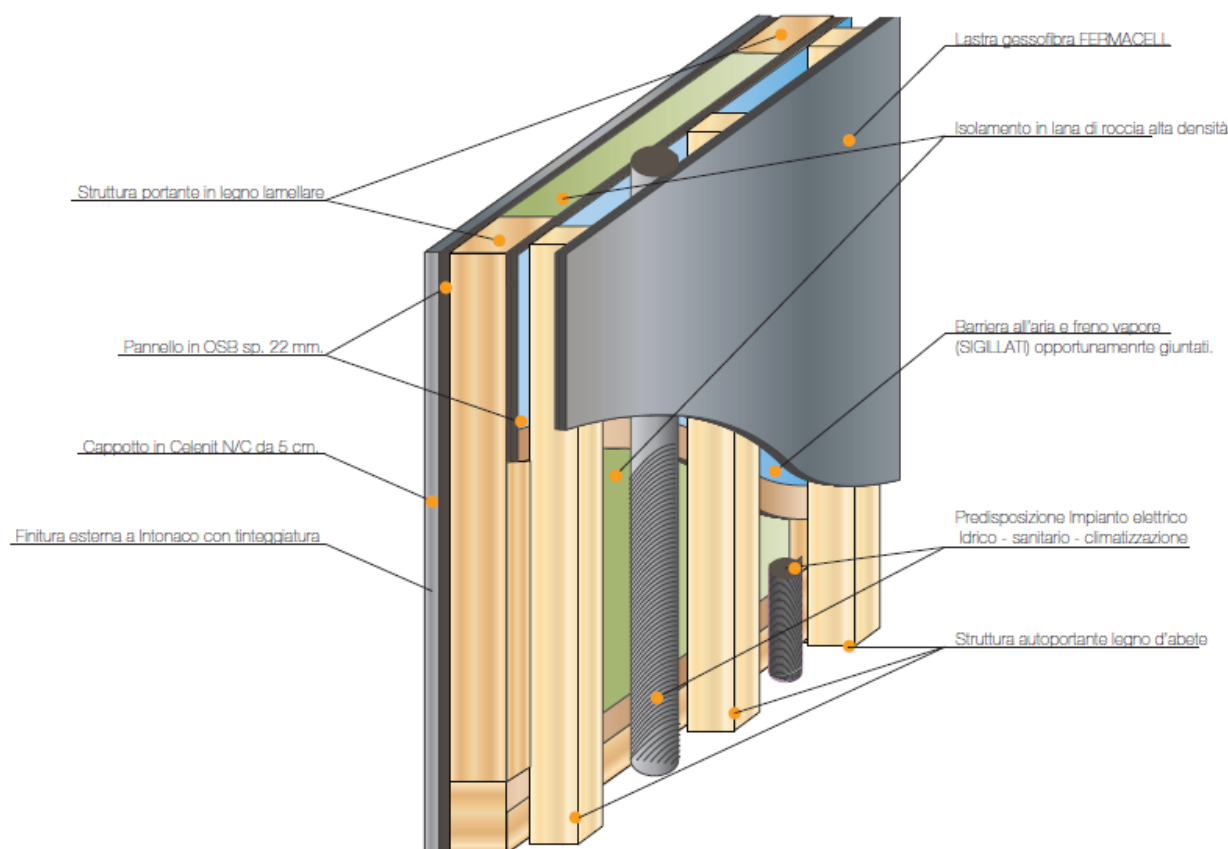 Struttura portante in legno lamellare
Pannello in OSB sp. 22 mm.
Cappotto in Celenit N/C da 5 cm.
Finitura esterna a Intonaco con tinteggiatura
Lastra gessofibra FERMACELL
Isolamento in lana di roccia alta densità
Barriera all'aria e freno vapore
(SIGILLATI) opportunamenrte giuntati.
Predisposizione Impianto elettrico
Idrico - sanitario - climatizzazione
Struttura autoportante legno d'abete